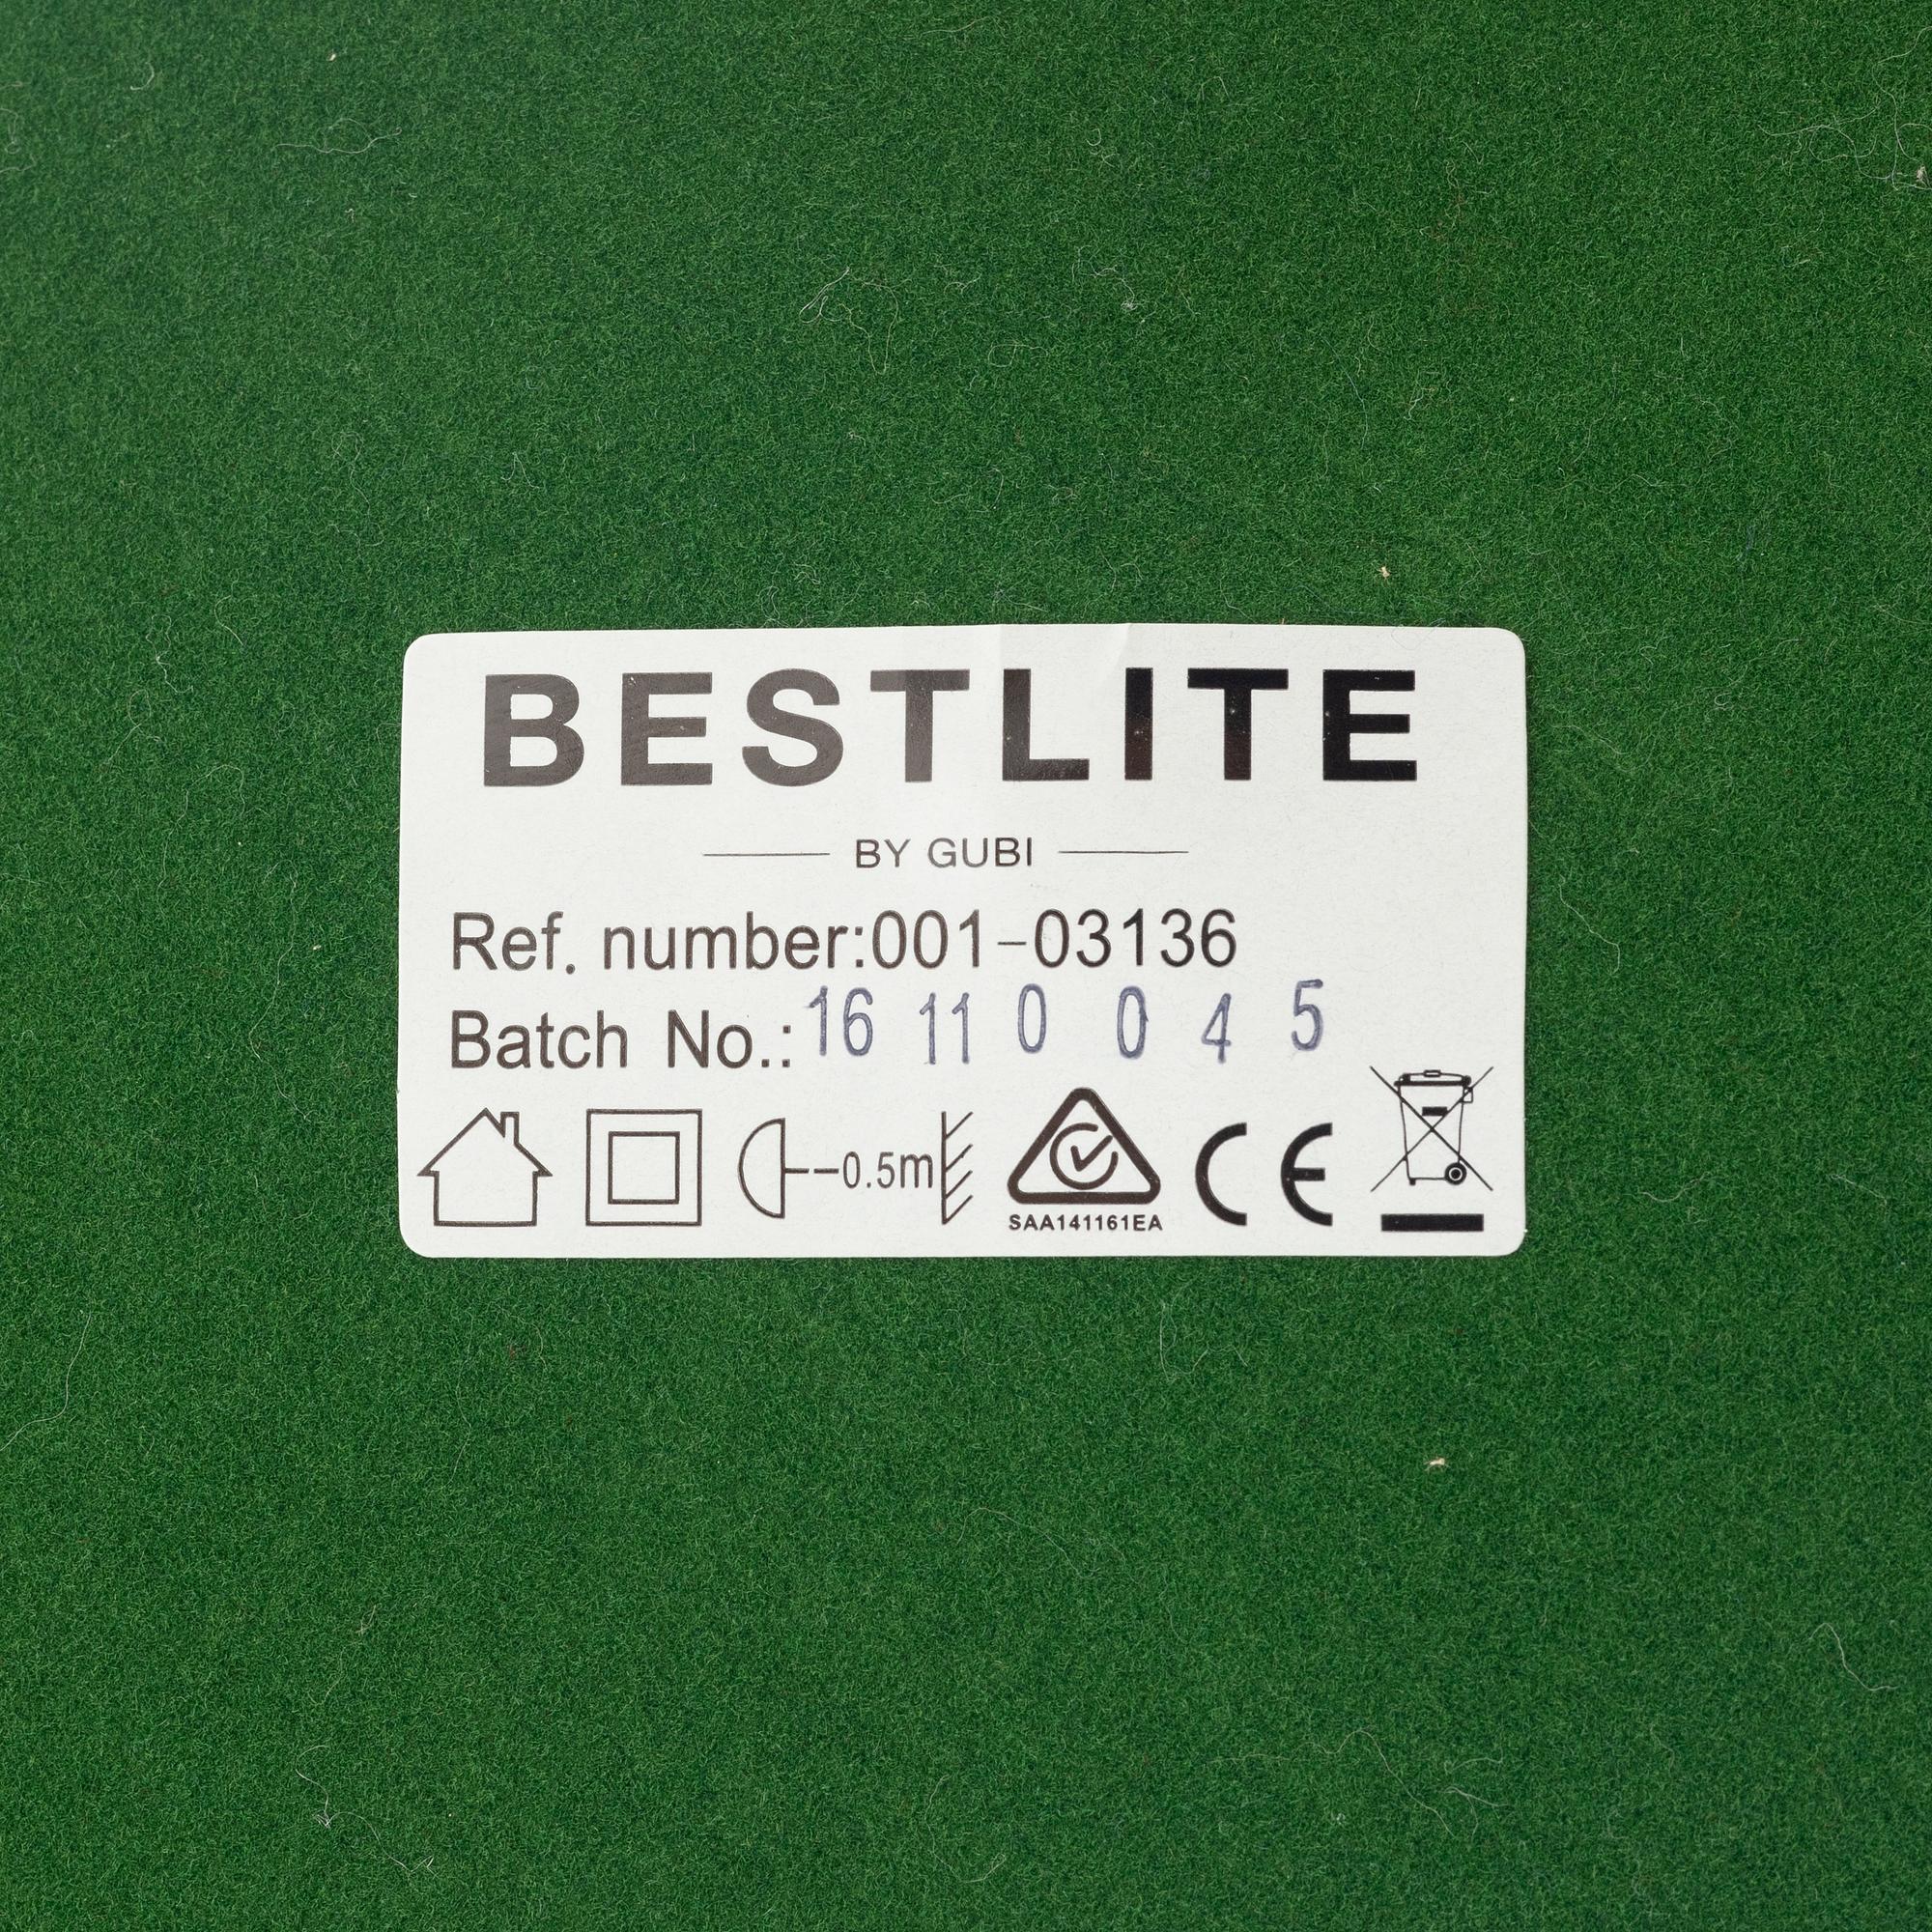 BESTLITE
BY GUBI
Ref. number:001-03136
Batch No.:16 11 0 0 4 5
0.5m
SAA141161EA
CE